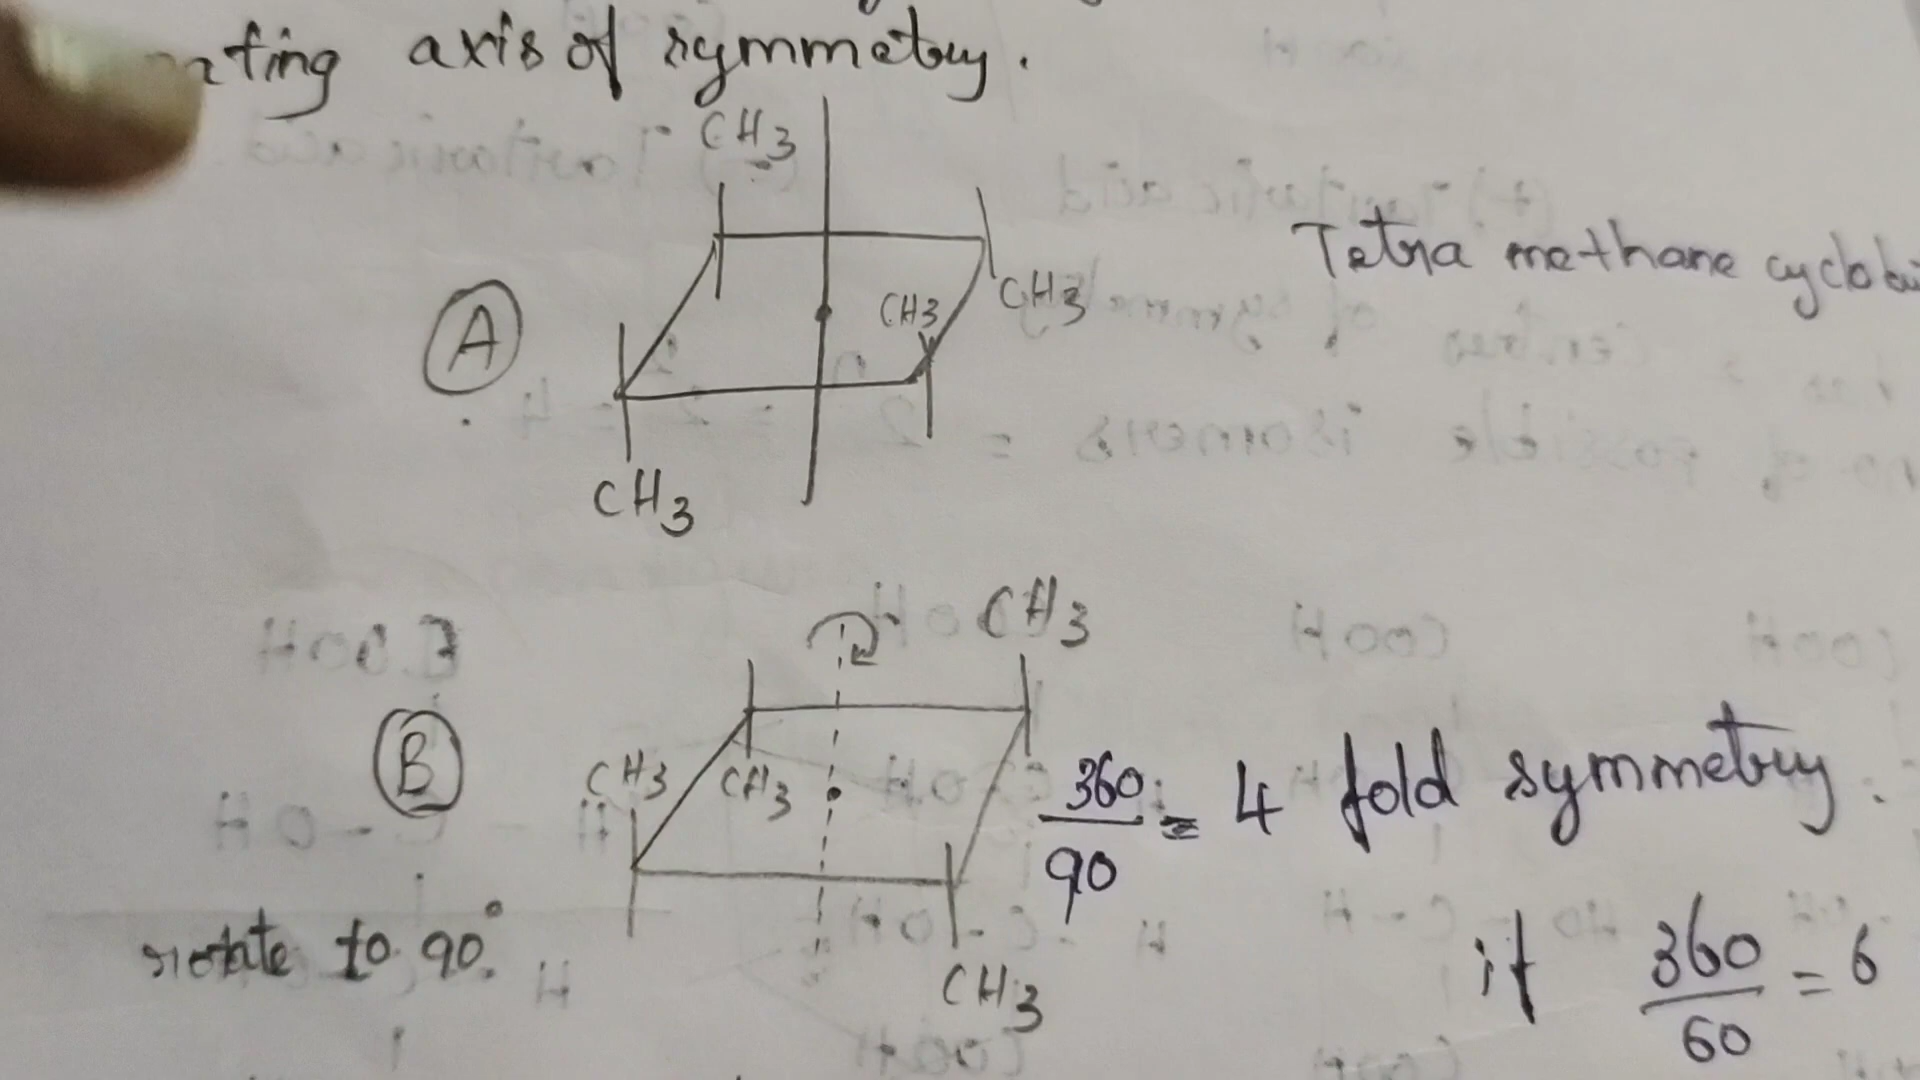 axis of symmetry.
CH3
Tetra methane
CH3
CH3
A
CH3
CH3
B
CH3
CH3
360/90 = 4 fold symmetry.
rotate to 90°.
CH3
if 360/60 = 6